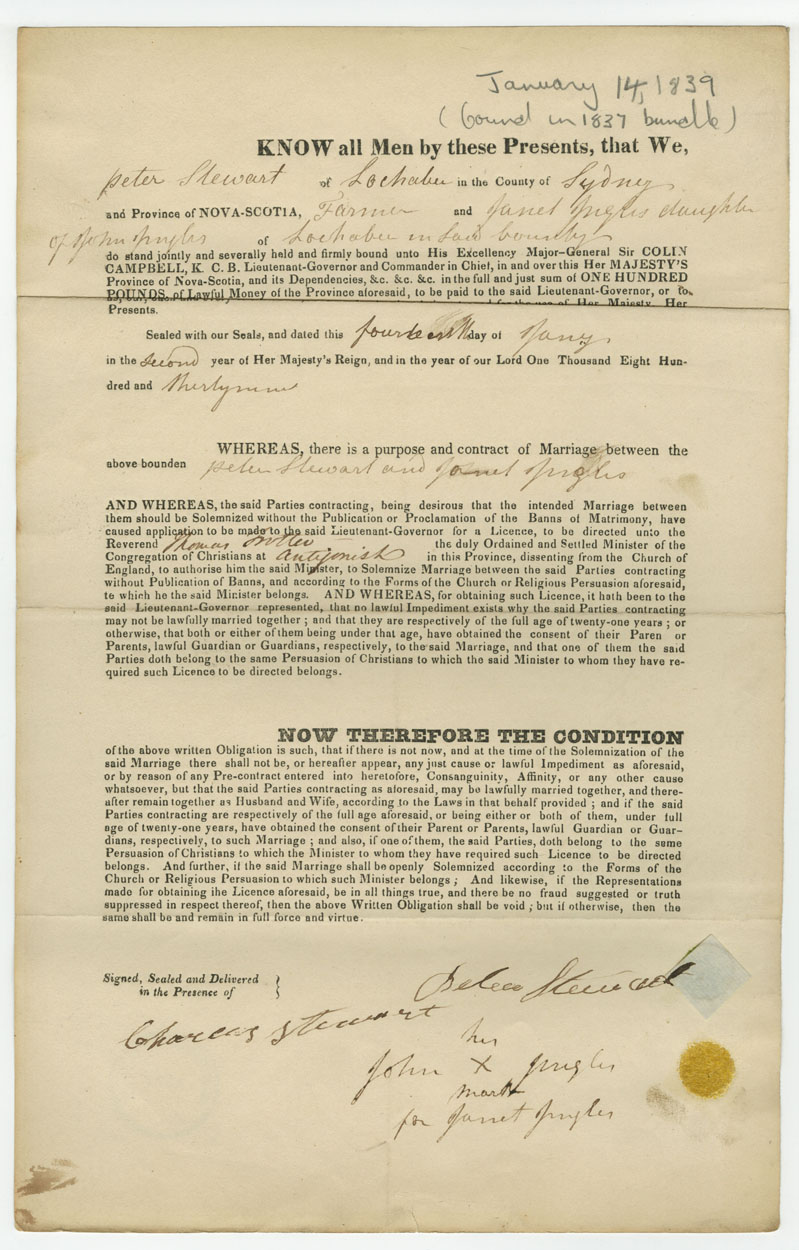 January 14, 1839
(bound in 1837 bundle)
KNOW all Men by these Presents, that We,
peter Stewart of Lochaber in the County of Sydney
and Province of NOVA-SCOTIA, Farmer and Janet Ingles daughter
of John Ingles of Lochaber in said County
do stand jointly and severally held and firmly bound unto His Excellency Major-General Sir COLIN
CAMPBELL, K. C. B. Lieutenant-Governor and Commander in Chief, in and over this Her MAJESTY'S
Province of Nova-Scotia, and its Dependencies, &c. &c. &c. in the full and just sum of ONE HUNDRED
POUNDS, of Lawful Money of the Province aforesaid, to be paid to the said Lieutenant-Governor, or to
for the use of Her Majesty, Her
Presents.
Sealed with our Seals, and dated this fourteenth day of Jany
in the second year of Her Majesty's Reign, and in the year of our Lord One Thousand Eight Hun-
dred and thirtynine
WHEREAS, there is a purpose and contract of Marriage between the
above bounden peter Stewart and Janet Ingles
AND WHEREAS, the said Parties contracting, being desirous that the intended Marriage between
them should be Solemnized without the Publication or Proclamation of the Banns of Matrimony, have
caused application to be made to the said Lieutenant-Governor for a Licence, to be directed unto the
Reverend Thomas the duly Ordained and Settled Minister of the
Congregation of Christians at Antigonish in this Province, dissenting from the Church of
England, to authorise him the said Minister, to Solemnize Marriage between the said Parties contracting
without Publication of Banns, and according to the Forms of the Church or Religious Persuasion aforesaid,
te which he the said Minister belongs. AND WHEREAS, for obtaining such Licence, it hath been to the
said Lieutenant-Governor represented, that no lawful Impediment exists why the said Parties contracting
may not be lawfully married together; and that they are respectively of the full age of twenty-one years; or
otherwise, that both or either of them being under that age, have obtained the consent of their Paren or
Parents, lawful Guardian or Guardians, respectively, to the said Marriage, and that one of them the said
Parties doth belong to the same Persuasion of Christians to which the said Minister to whom they have re-
quired such Licence to be directed belongs.
NOW THEREFORE THE CONDITION
of the above written Obligation is such, that if there is not now, and at the time of the Solemnization of the
said Marriage there shall not be, or hereafter appear, any just cause or lawful Impediment as aforesaid,
or by reason of any Pre-contract entered into heretofore, Consanguinity, Affinity, or any other cause
whatsoever, but that the said Parties contracting as aforesaid, may be lawfully married together, and there-
after remain together as Husband and Wife, according to the Laws in that behalf provided; and if the said
Parties contracting are respectively of the full age aforesaid, or being either or both of them, under full
age of twenty-one years, have obtained the consent of their Parent or Parents, lawful Guardian or Guar-
dians, respectively, to such Marriage; and also, if one of them, the said Parties, doth belong to the same
Persuasion of Christians to which the Minister to whom they have required such Licence to be directed
belongs. And further, if the said Marriage shall be openly Solemnized according to the Forms of the
Church or Religious Persuasion to which such Minister belongs; And likewise, if the Representations
made for obtaining the Licence aforesaid, be in all things true, and there be no fraud suggested or truth
suppressed in respect thereof, then the above Written Obligation shall be void; but if otherwise, then the
same shall be and remain in full force and virtue.
Signed, Sealed and Delivered
in the Presence of
Peter Stewart
Charles Stewart
his
John X Ingles
mark
for Janet Ingles